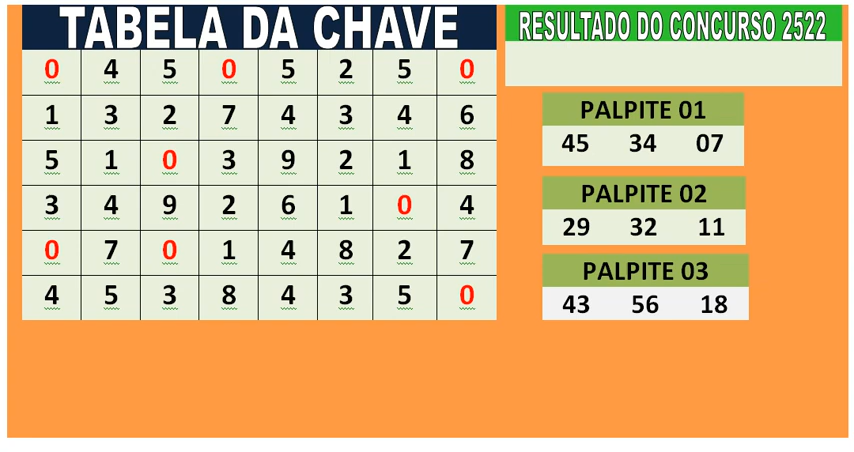 TABELA DA CHAVE
0 4 5 0 5 2 5 0
1 3 2 7 4 3 4 6
5 1 0 3 9 2 1 8
3 4 9 2 6 1 0 4
0 7 0 1 4 8 2 7
4 5 3 8 4 3 5 0
RESULTADO DO CONCURSO 2522
PALPITE 01
45 34 07
PALPITE 02
29 32 11
PALPITE 03
43 56 18